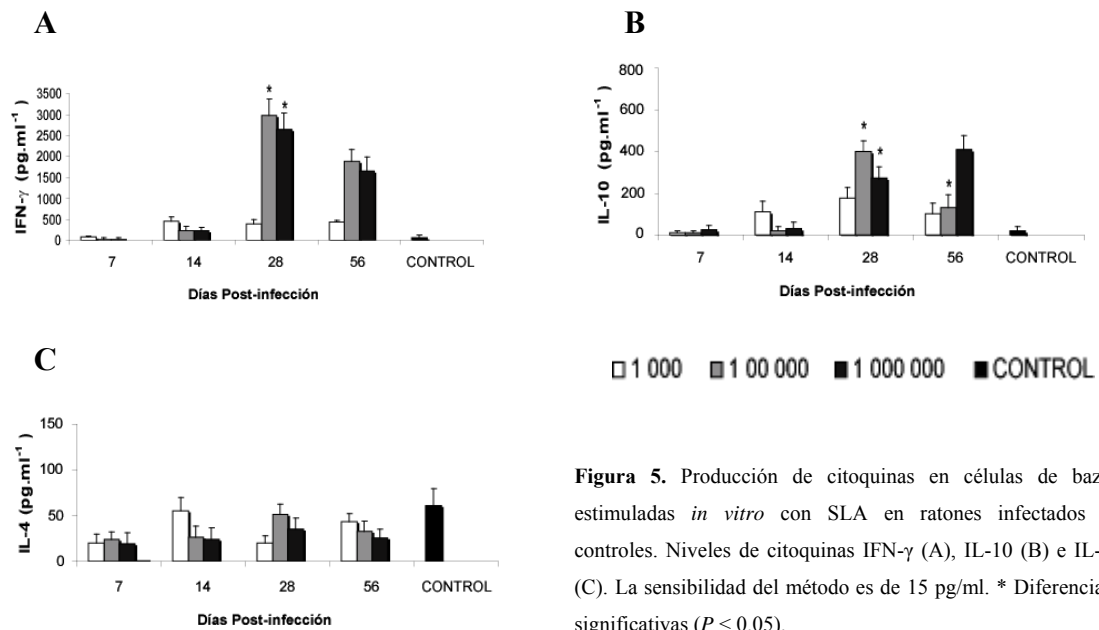 A
IFN-γ (pg.ml⁻¹)
3500
3000
2500
2000
1500
1000
500
0
* *
7 14 28 56 CONTROL
Días Post-infección
B
IL-10 (pg.ml⁻¹)
800
600
400
200
0
* * *
7 14 28 56 CONTROL
Días Post-infección
C
IL-4 (pg.ml⁻¹)
150
100
50
0
7 14 28 56 CONTROL
Días Post-infección
1 000 1 00 000 1 000 000 CONTROL
Figura 5. Producción de citoquinas en células de baz
estimuladas in vitro con SLA en ratones infectados
controles. Niveles de citoquinas IFN-γ (A), IL-10 (B) e IL-
(C). La sensibilidad del método es de 15 pg/ml. * Diferencia
significativas (P < 0.05).